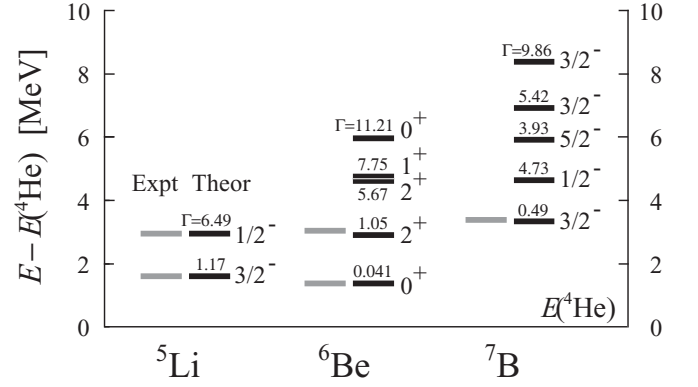 10 10
Γ=9.86 3/2⁻
8 8
5.42 3/2⁻
Γ=11.21 0⁺ 3.93 5/2⁻
6 6
7.75 1⁺
5.67 2⁺ 4.73 1/2⁻
Expt Theor
4 4
Γ=6.49 1/2⁻ 1.05 2⁺ 0.49 3/2⁻
2 2
1.17 3/2⁻ 0.041 0⁺
E(⁴He)
0 0
E−E(⁴He) [MeV]
⁵Li ⁶Be ⁷B